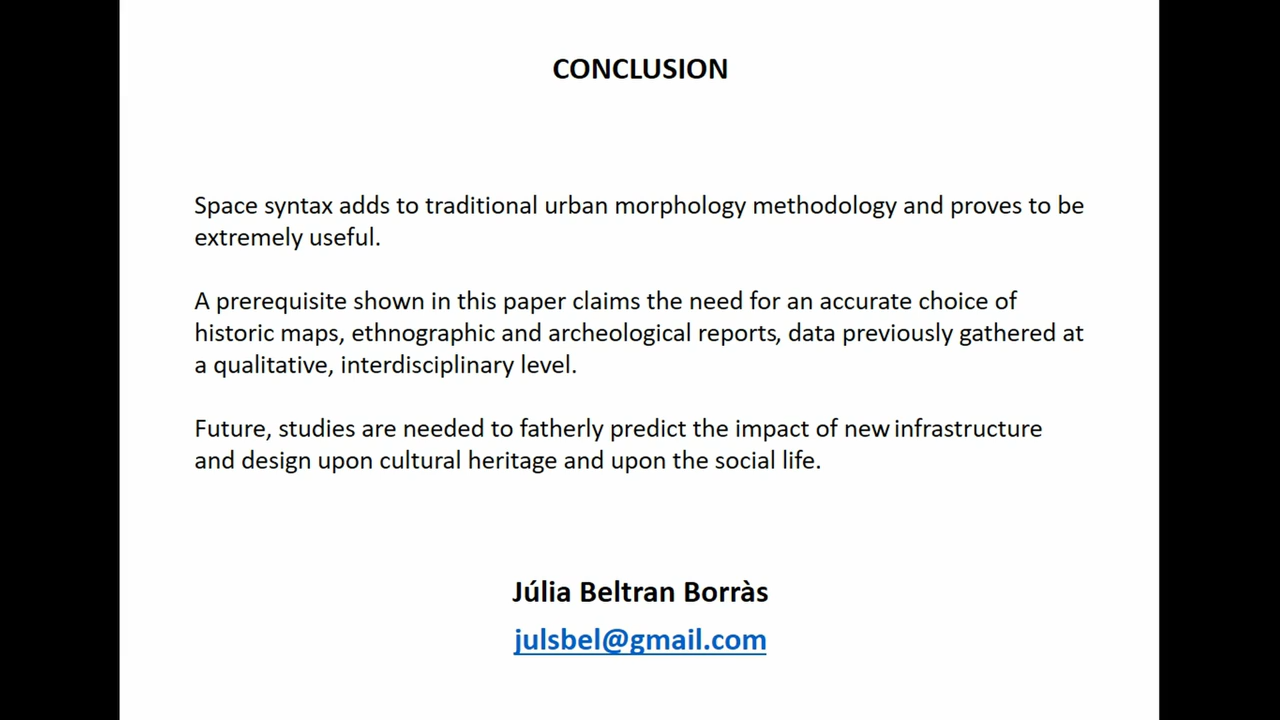 CONCLUSION
Space syntax adds to traditional urban morphology methodology and proves to be
extremely useful.
A prerequisite shown in this paper claims the need for an accurate choice of
historic maps, ethnographic and archeological reports, data previously gathered at
a qualitative, interdisciplinary level.
Future, studies are needed to fatherly predict the impact of new infrastructure
and design upon cultural heritage and upon the social life.
Júlia Beltran Borràs
julsbel@gmail.com